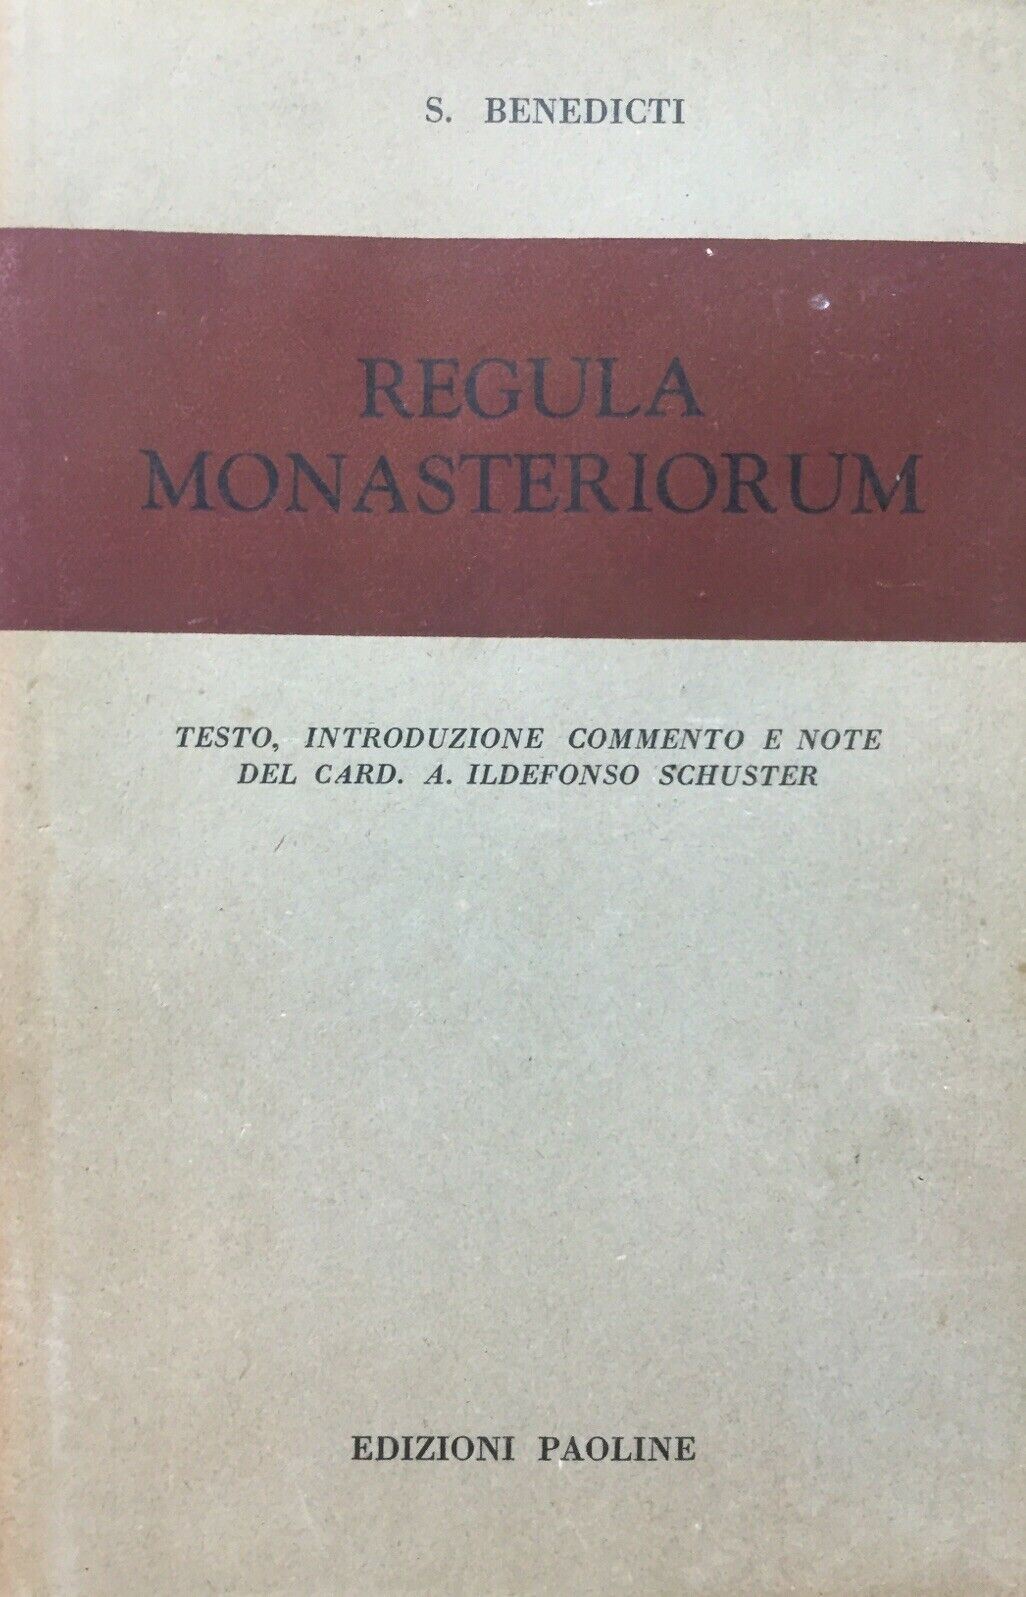 S. BENEDICTI
REGULA
MONASTERIORUM
TESTO, INTRODUZIONE COMMENTO E NOTE
DEL CARD. A. ILDEFONSO SCHUSTER
EDIZIONI PAOLINE